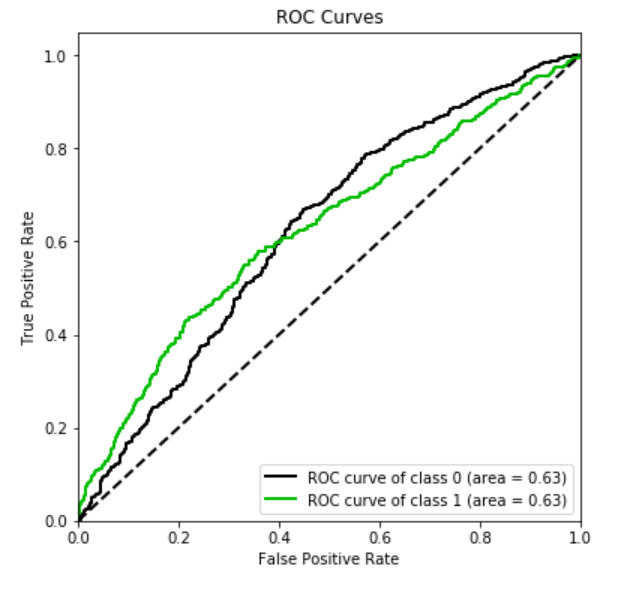 ROC Curves
1.0
0.8
0.6
0.4
0.2
0.0
True Positive Rate
ROC curve of class 0 (area = 0.63)
ROC curve of class 1 (area = 0.63)
0.0 0.2 0.4 0.6 0.8 1.0
False Positive Rate